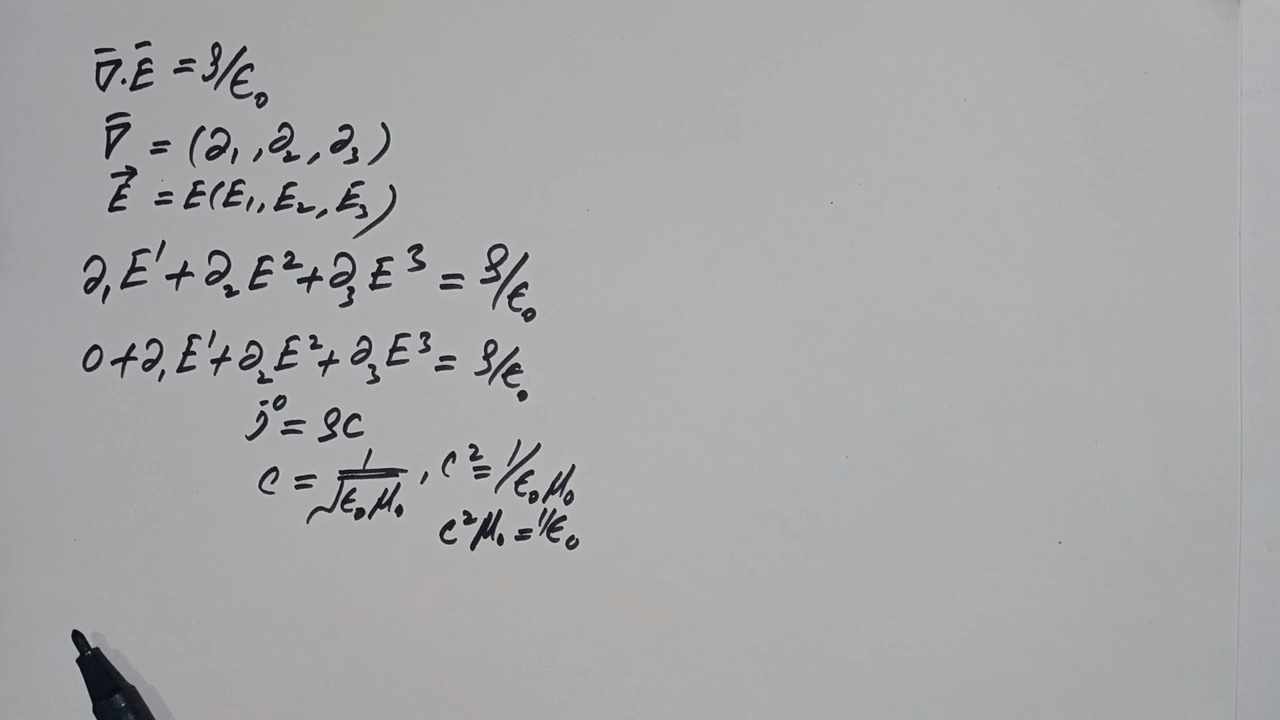 ∇̅.E̅ = ρ/ϵ₀
∇̅ = (∂₁, ∂₂, ∂₃)
E⃗ = E(E₁, E₂, E₃)
∂₁E¹ + ∂₂E² + ∂₃E³ = ρ/ϵ₀
0 + ∂₁E¹ + ∂₂E² + ∂₃E³ = ρ/ϵ₀
j⁰ = ρc
c = 1/√ϵ₀μ₀ , c² = 1/ϵ₀μ₀
c²μ₀ = 1/ϵ₀